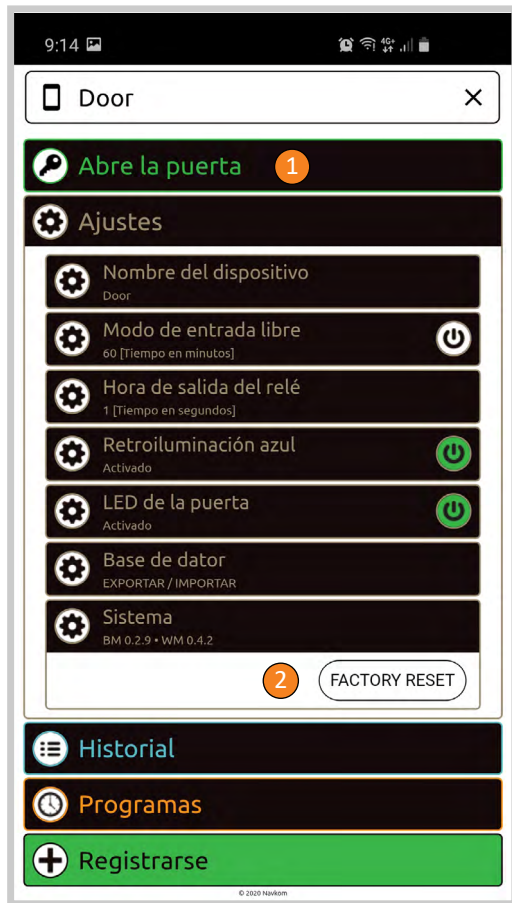 9:14
4G+
Door
Abre la puerta 1
Ajustes
Nombre del dispositivo
Door
Modo de entrada libre
60 [Tiempo en minutos]
Hora de salida del relé
1 [Tiempo en segundos]
Retroiluminación azul
Activado
LED de la puerta
Activado
Base de dator
EXPORTAR / IMPORTAR
Sistema
BM 0.2.9 • WM 0.4.2
2 FACTORY RESET
Historial
Programas
Registrarse
© 2020 Navkom